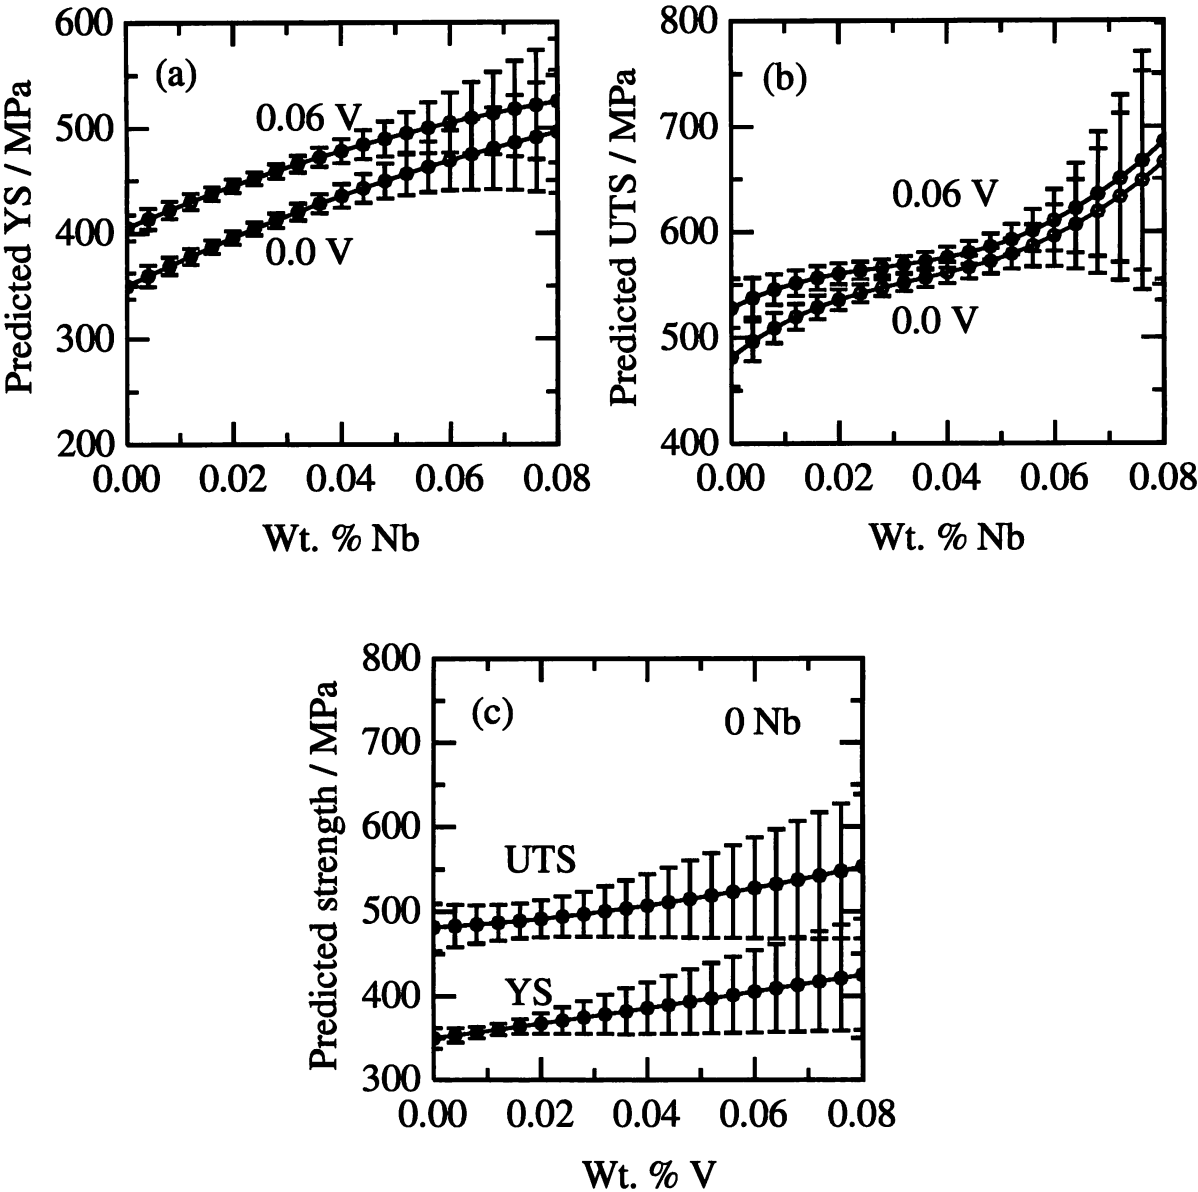 600
500
400
300
200
Predicted YS / MPa
(a)
0.06 V
0.0 V
0.00 0.02 0.04 0.06 0.08
Wt. % Nb
800
700
600
500
400
Predicted UTS / MPa
(b)
0.06 V
0.0 V
0.00 0.02 0.04 0.06 0.08
Wt. % Nb
800
700
600
500
400
300
Predicted strength / MPa
(c)
0 Nb
UTS
YS
0.00 0.02 0.04 0.06 0.08
Wt. % V